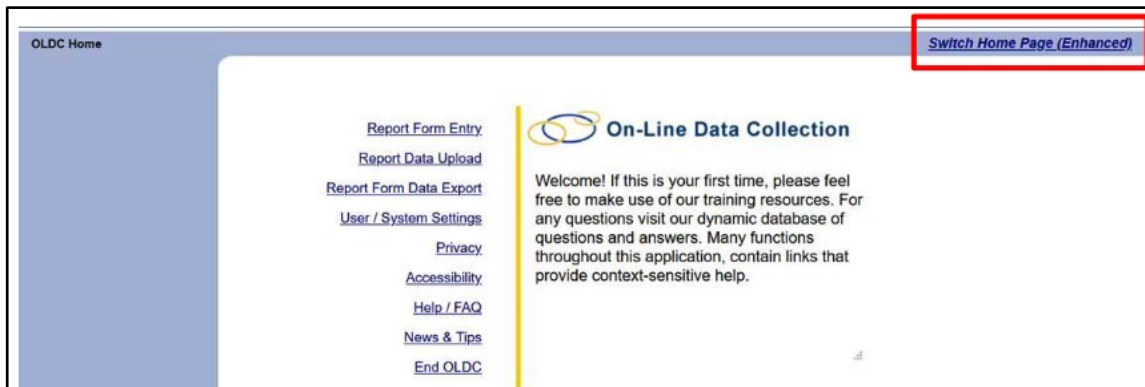 OLDC Home
Switch Home Page (Enhanced)
Report Form Entry
Report Data Upload
Report Form Data Export
User / System Settings
Privacy
Accessibility
Help / FAQ
News & Tips
End OLDC
On-Line Data Collection
Welcome! If this is your first time, please feel
free to make use of our training resources. For
any questions visit our dynamic database of
questions and answers. Many functions
throughout this application, contain links that
provide context-sensitive help.